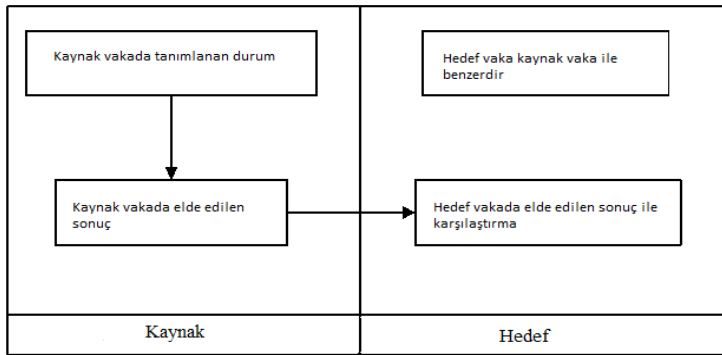 Kaynak vakada tanımlanan durum
Hedef vaka kaynak vaka ile
benzerdir
Kaynak vakada elde edilen
sonuç
Hedef vakada elde edilen sonuç ile
karşılaştırma
Kaynak
Hedef